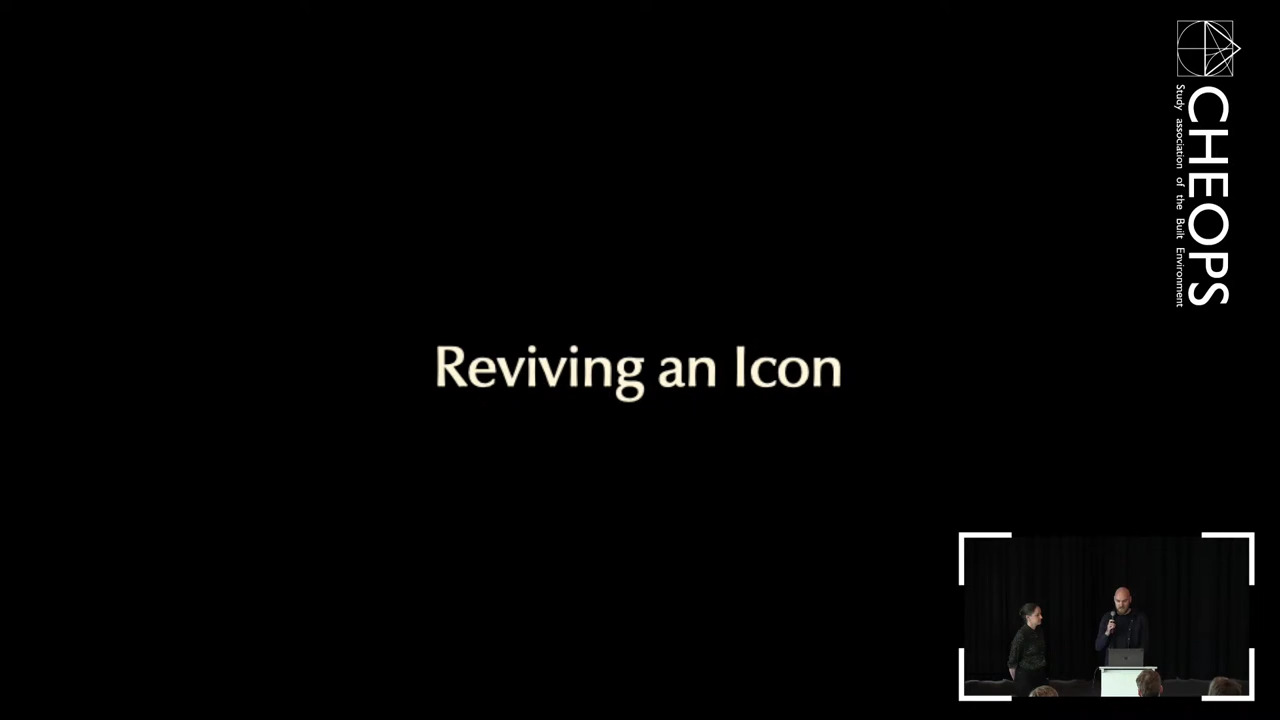 CHEOPS
Study association of the Built Environment
Reviving an Icon